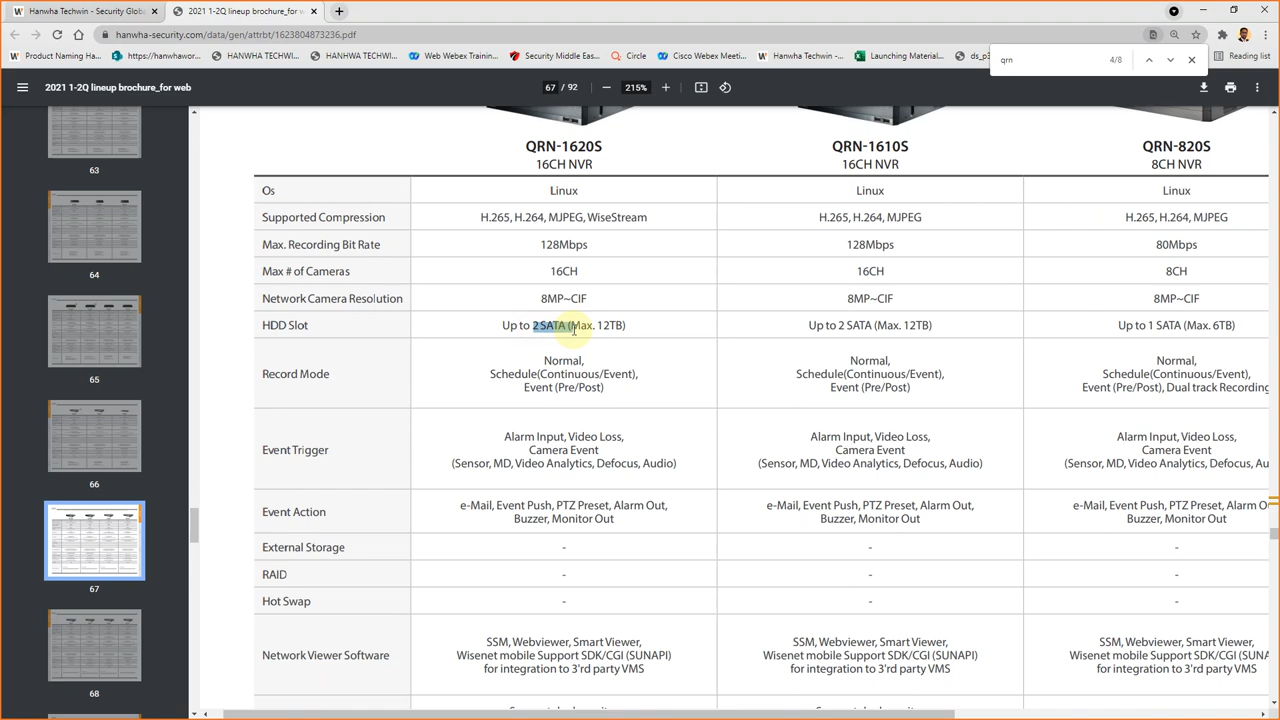 Hanwha Techwin - Security Globa
2021 1-2Q lineup brochure_for w
hanwha-security.com/data/gen/attrbt/1623804873236.pdf
Product Naming Ha...
https://hanwhawor...
HANWHA TECHWI...
HANHWA TECHWI...
Web Webex Trainin...
Security Middle Eas...
Circle
Cisco Webex Meet...
Hanwha Techwin -...
Launching Material...
ds_p3
Reading list
qrn
4/8
2021 1-2Q lineup brochure_for web
67 / 92
215%
63
64
65
66
67
68
QRN-1620S QRN-1610S QRN-820S
16CH NVR 16CH NVR 8CH NVR
Os Linux Linux Linux
Supported Compression H.265, H.264, MJPEG, WiseStream H.265, H.264, MJPEG H.265, H.264, MJPEG
Max. Recording Bit Rate 128Mbps 128Mbps 80Mbps
Max # of Cameras 16CH 16CH 8CH
Network Camera Resolution 8MP~CIF 8MP~CIF 8MP~CIF
HDD Slot Up to 2 SATA (Max. 12TB) Up to 2 SATA (Max. 12TB) Up to 1 SATA (Max. 6TB)
Normal, Normal, Normal,
Record Mode Schedule(Continuous/Event), Schedule(Continuous/Event), Schedule(Continuous/Event),
Event (Pre/Post) Event (Pre/Post) Event (Pre/Post), Dual track Recording
Alarm Input, Video Loss, Alarm Input, Video Loss, Alarm Input, Video Loss,
Event Trigger Camera Event Camera Event Camera Event
(Sensor, MD, Video Analytics, Defocus, Audio) (Sensor, MD, Video Analytics, Defocus, Audio) (Sensor, MD, Video Analytics, Defocus, A
Event Action e-Mail, Event Push, PTZ Preset, Alarm Out, e-Mail, Event Push, PTZ Preset, Alarm Out, e-Mail, Event Push, PTZ Preset, Alarm O
Buzzer, Monitor Out Buzzer, Monitor Out Buzzer, Monitor Out
External Storage - - -
RAID - - -
Hot Swap - - -
SSM, Webviewer, Smart Viewer, SSM, Webviewer, Smart Viewer, SSM, Webviewer, Smart Viewer,
Network Viewer Software Wisenet mobile Support SDK/CGI (SUNAPI) Wisenet mobile Support SDK/CGI (SUNAPI) Wisenet mobile Support SDK/CGI (SUNA
for integration to 3'rd party VMS for integration to 3'rd party VMS for integration to 3'rd party VMS